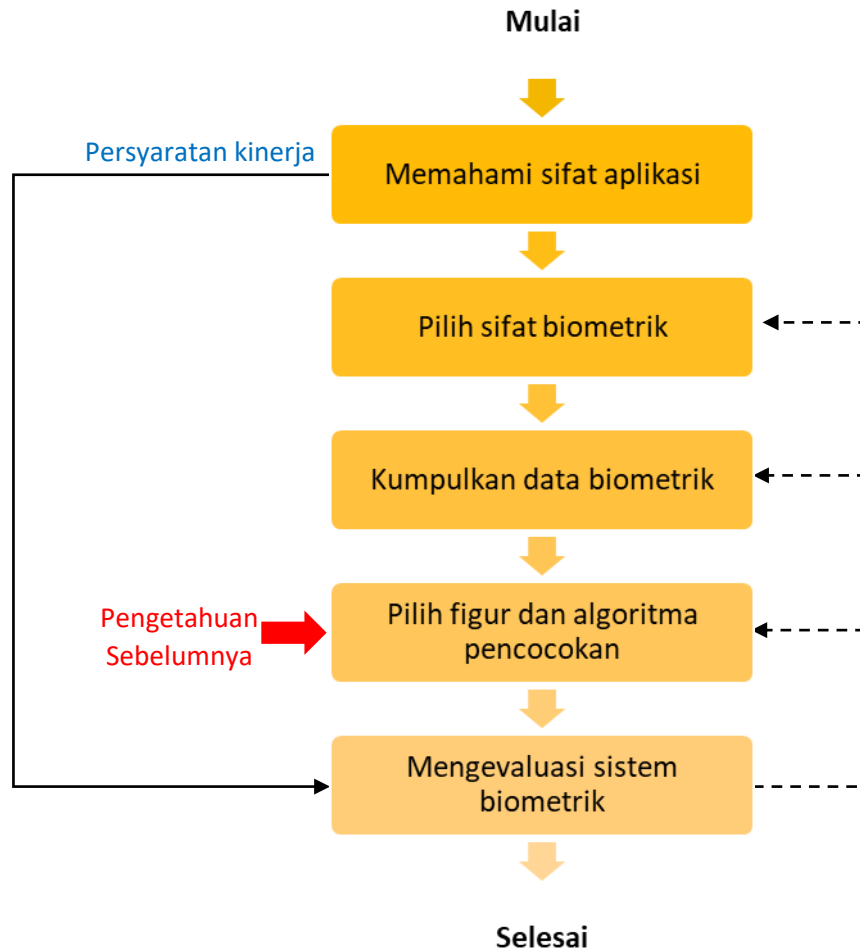 Mulai
Persyaratan kinerja
Memahami sifat aplikasi
Pilih sifat biometrik
Kumpulkan data biometrik
Pengetahuan
Sebelumnya
Pilih figur dan algoritma
pencocokan
Mengevaluasi sistem
biometrik
Selesai